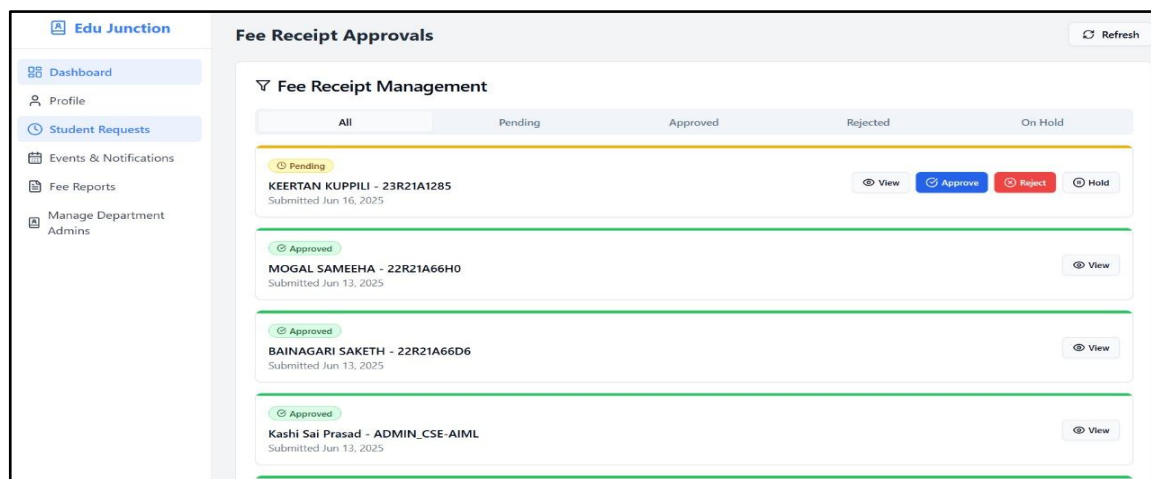 Edu Junction
Dashboard
Profile
Student Requests
Events & Notifications
Fee Reports
Manage Department
Admins
Fee Receipt Approvals
Refresh
Fee Receipt Management
All Pending Approved Rejected On Hold
Pending
KEERTAN KUPPILI - 23R21A1285
Submitted Jun 16, 2025
View Approve Reject Hold
Approved
MOGAL SAMEEHA - 22R21A66H0
Submitted Jun 13, 2025
View
Approved
BAINAGARI SAKETH - 22R21A66D6
Submitted Jun 13, 2025
View
Approved
Kashi Sai Prasad - ADMIN_CSE-AIML
Submitted Jun 13, 2025
View